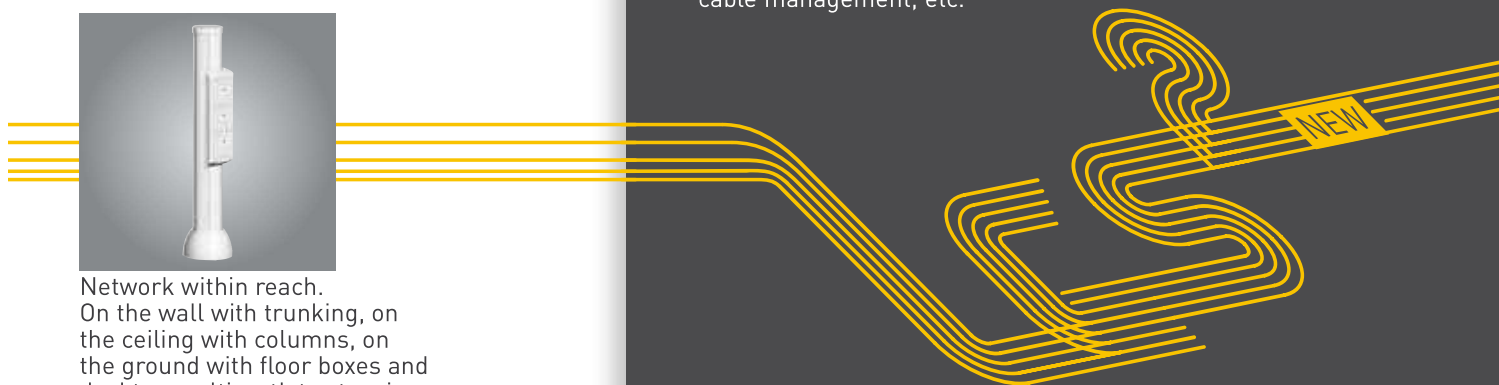 cable management, etc.
NEW
Network within reach.
On the wall with trunking, on
the ceiling with columns, on
the ground with floor boxes and